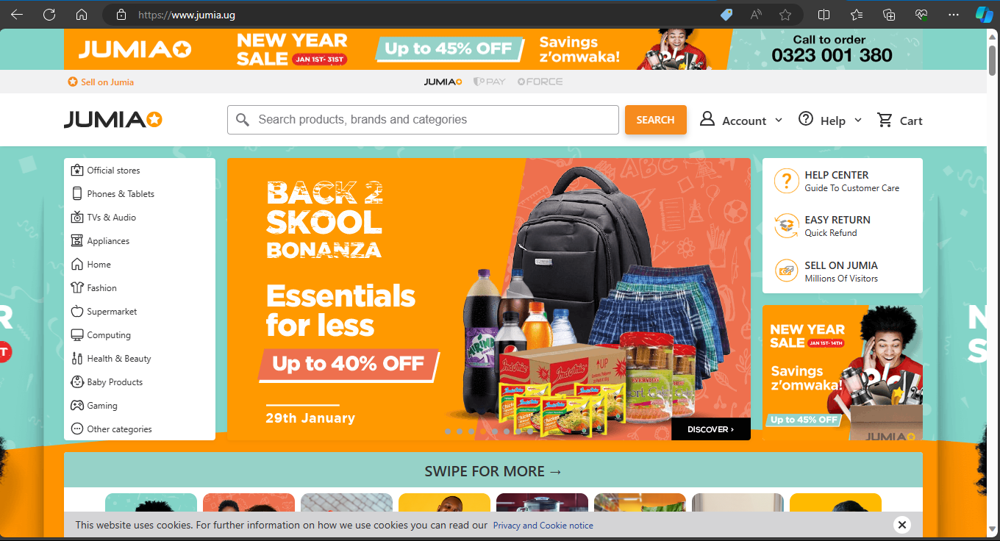 https://www.jumia.ug
JUMIA
NEW YEAR
SALE JAN 1ST- 31ST
Up to 45% OFF
Savings
z'omwaka!
Call to order
0323 001 380
Sell on Jumia
JUMIA
PAY
FORCE
JUMIA
Search products, brands and categories
SEARCH
Account
Help
Cart
Official stores
Phones & Tablets
TVs & Audio
Appliances
Home
Fashion
Supermarket
Computing
Health & Beauty
Baby Products
Gaming
Other categories
BACK 2
SKOOL
BONANZA
Essentials
for less
Up to 40% OFF
29th January
ABC
MIRINDA
Indomie
Indomie
UP
EVERYDAY
DISCOVER ›
HELP CENTER
Guide To Customer Care
EASY RETURN
Quick Refund
SELL ON JUMIA
Millions Of Visitors
NEW YEAR
SALE JAN 1ST- 14TH
Savings
z'omwaka!
Up to 45% OFF
JUMIA
R
T
N
S
SWIPE FOR MORE →
This website uses cookies. For further information on how we use cookies you can read our Privacy and Cookie notice